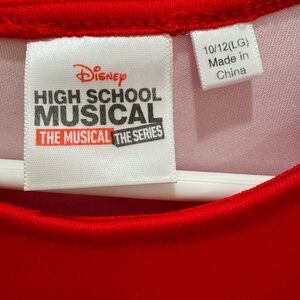 Disney
HIGH SCHOOL
MUSICAL
THE MUSICAL THE SERIES
10/12(LG)
Made in
China